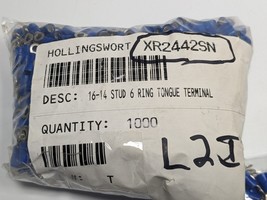 HOLLINGSWORT XR2442SN
DESC: 16-14 STUD 6 RING TONGUE TERMINAL
QUANTITY: 1000
L2I
T